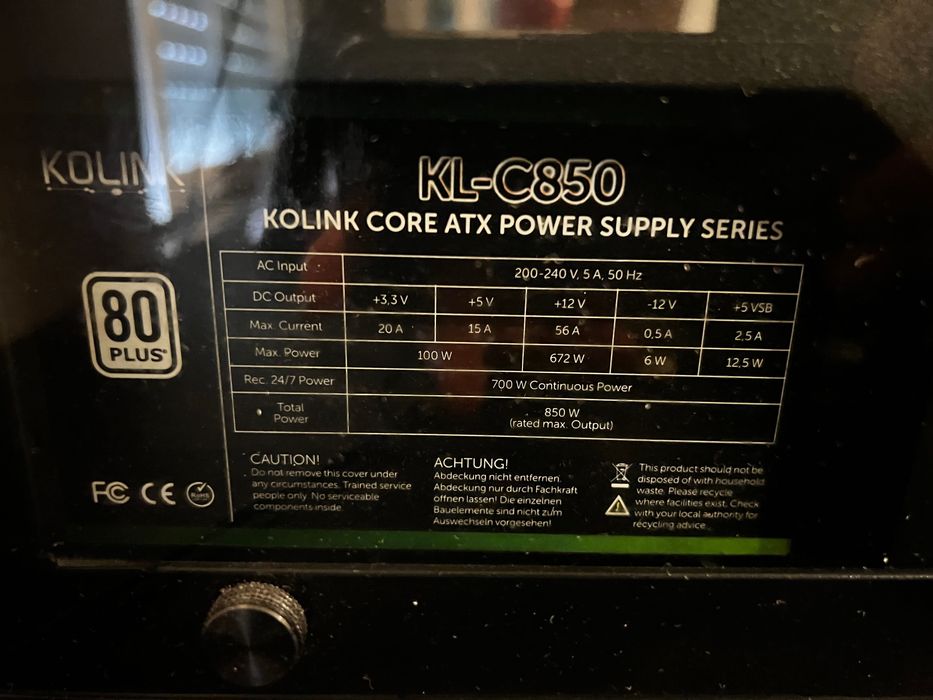 KOLINK
KL-C850
KOLINK CORE ATX POWER SUPPLY SERIES
80
PLUS®
AC Input 200-240 V, 5 A, 50 Hz
DC Output +3,3 V +5 V +12 V -12 V +5 VSB
Max. Current 20 A 15 A 56 A 0,5 A 2,5 A
Max. Power 100 W 672 W 6 W 12,5 W
Rec. 24/7 Power 700 W Continuous Power
Total
Power
850 W
(rated max. Output)
CAUTION!
Do not remove this cover under
any circumstances. Trained service
people only. No serviceable
components inside.
ACHTUNG!
Abdeckung nicht entfernen.
Abdeckung nur durch Fachkraft
öffnen lassen! Die einzelnen
Bauelemente sind nicht zum
Auswechseln vorgesehen!
This product should not be
disposed of with household
waste. Please recycle
where facilities exist. Check
with your local authority for
recycling advice.
FC CE RoHS